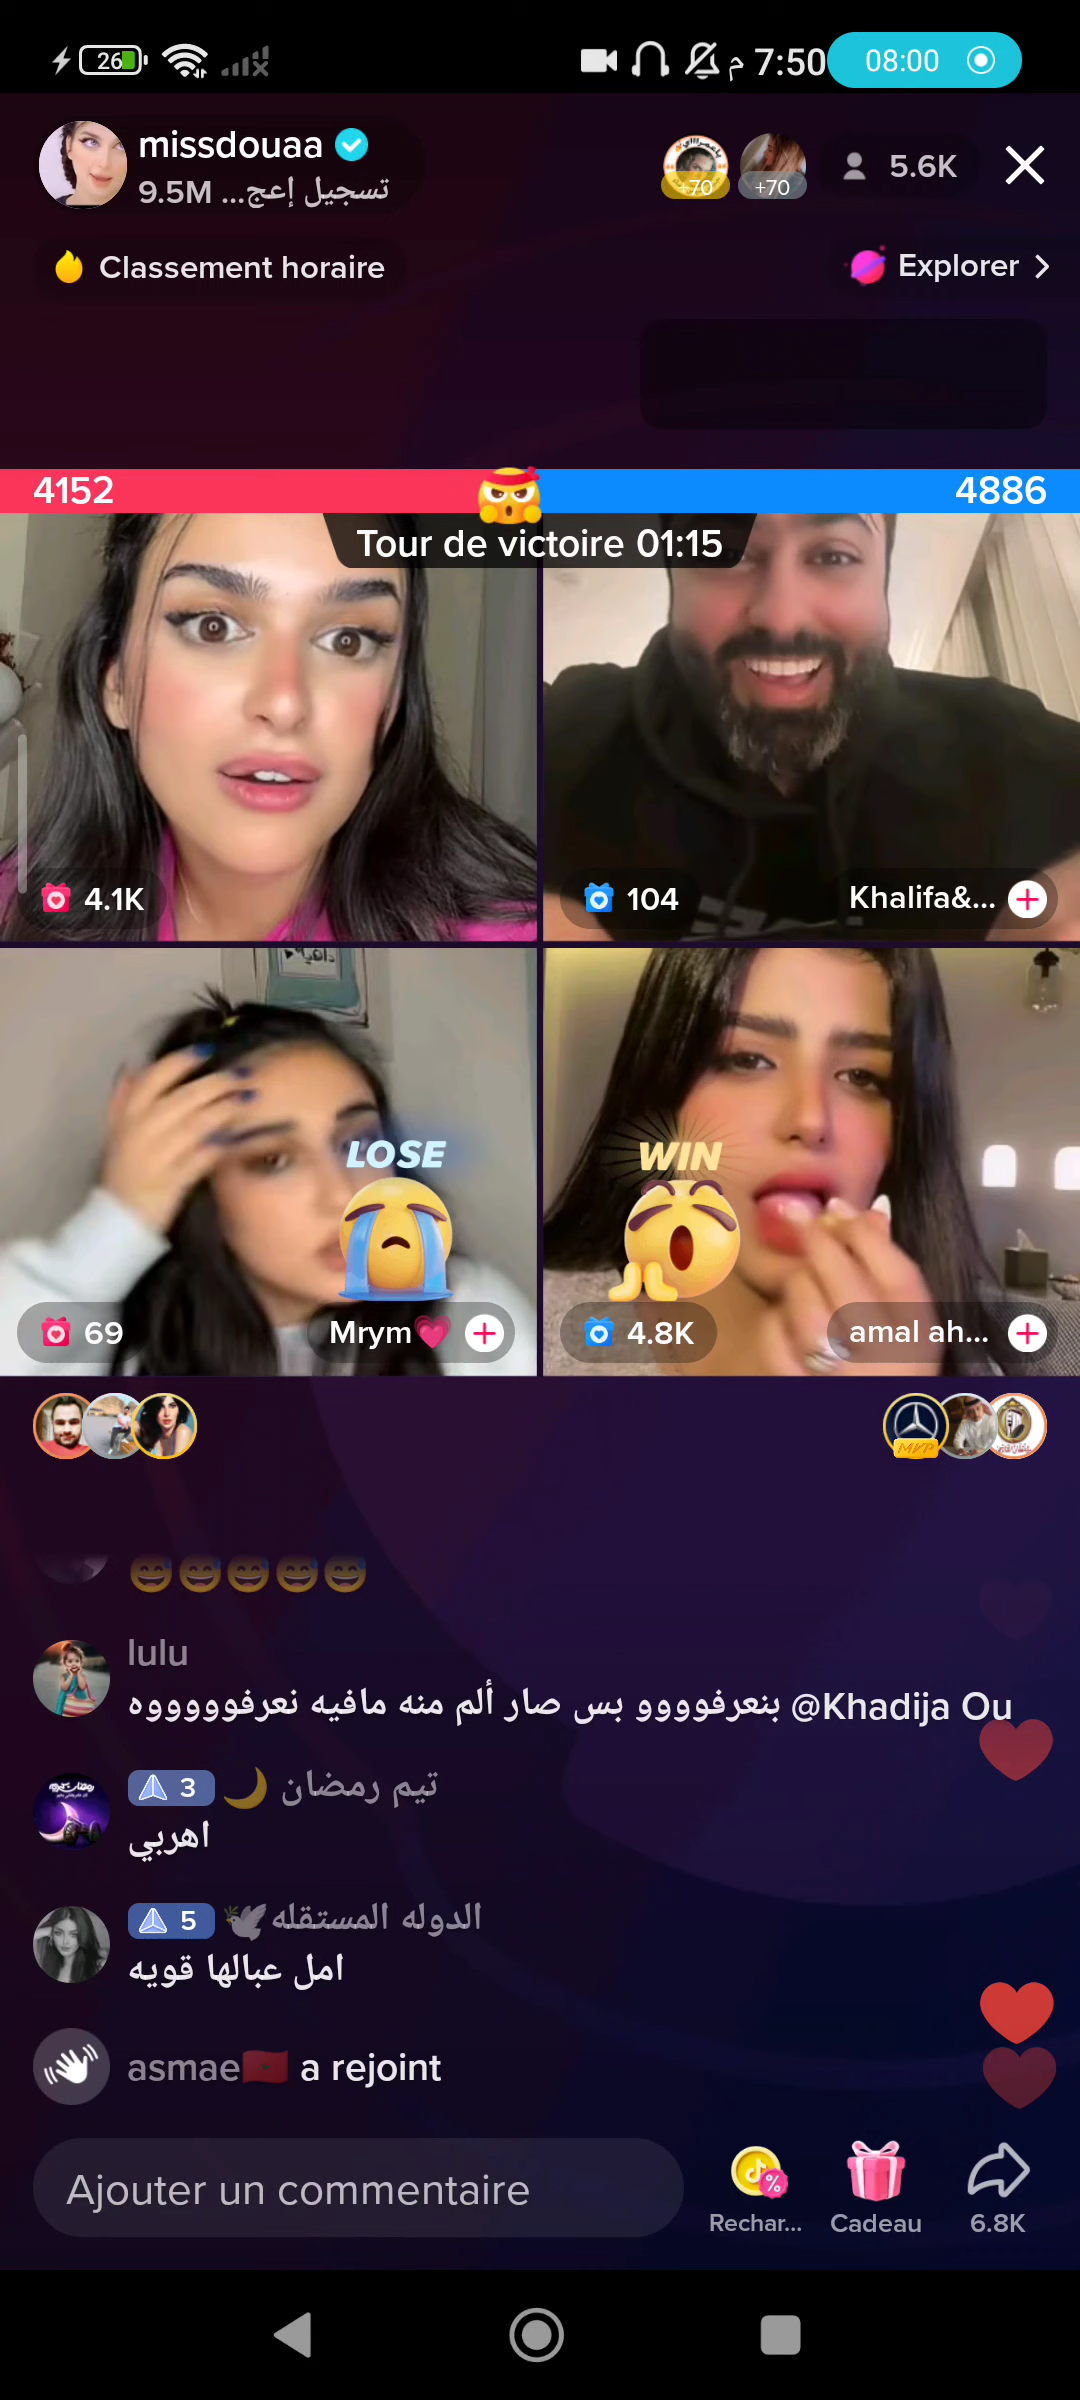 26
م 7:50
08:00
missdouaa
9.5M تسجيل إعج...
+70
+70
5.6K
Classement horaire
Explorer
4152
4886
Tour de victoire 01:15
4.1K
104
Khalifa&...
LOSE
WIN
69
Mrym💗
4.8K
amal ah...
MVP
😅😅😅😅😅
lulu
@Khadija Ou بنعرفوووو بس صار ألم منه مافيه نعرفوووووه
3
تيم رمضان 🌙
اهربي
5
الدوله المستقله🕊️
امل عبالها قويه
asmae🇲🇦 a rejoint
Ajouter un commentaire
Rechar...
Cadeau
6.8K